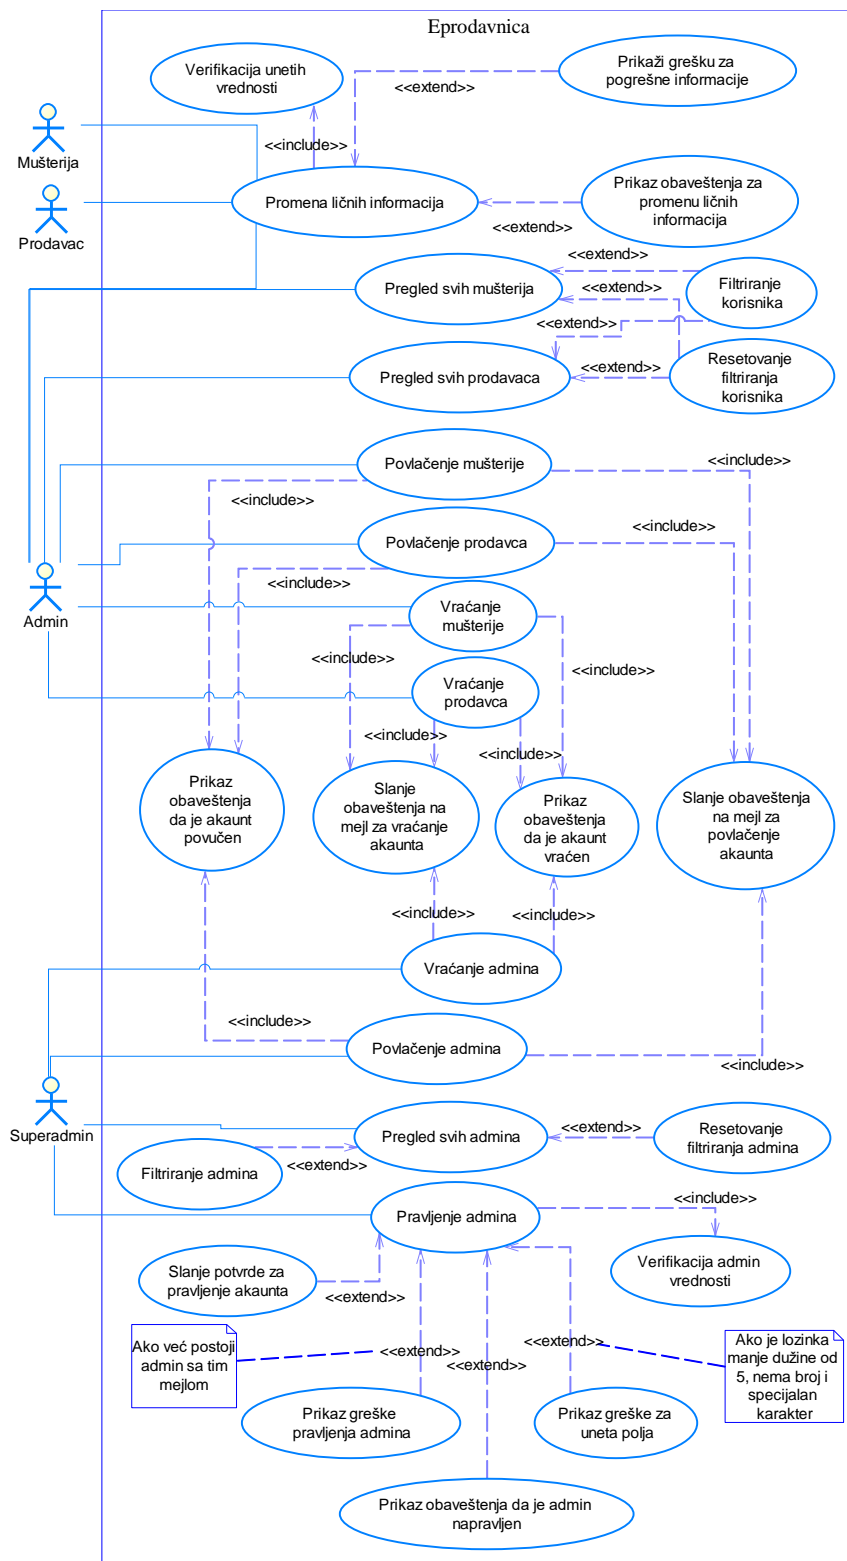 Eprodavnica
Verifikacija unetih
vrednosti
Prikaži grešku za
pogrešne informacije
<<extend>>
<<include>>
Mušterija
Promena ličnih informacija
Prikaz obaveštenja za
promenu ličnih
informacija
Prodavac
<<extend>>
<<extend>>
Pregled svih mušterija
<<extend>>
Filtriranje
korisnika
<<extend>>
Pregled svih prodavaca
<<extend>>
Resetovanje
filtriranja
korisnika
Povlačenje mušterije
<<include>>
<<include>>
Povlačenje prodavca
<<include>>
<<include>>
Admin
Vraćanje
mušterije
<<include>>
<<include>>
Vraćanje
prodavca
<<include>>
<<include>>
Prikaz
obaveštenja
da je akaunt
povučen
Slanje
obaveštenja na
mejl za vraćanje
akaunta
Prikaz
obaveštenja
da je akaunt
vraćen
Slanje obaveštenja
na mejl za
povlačenje
akaunta
<<include>>
<<include>>
Vraćanje admina
<<include>>
Povlačenje admina
<<include>>
Superadmin
Pregled svih admina
<<extend>>
Resetovanje
filtriranja admina
Filtriranje admina
<<extend>>
Pravljenje admina
<<include>>
Verifikacija admin
vrednosti
Slanje potvrde za
pravljenje akaunta
<<extend>>
Ako već postoji
admin sa tim
mejlom
<<extend>>
<<extend>>
<<extend>>
Ako je lozinka
manje dužine od
5, nema broj i
specijalan
karakter
Prikaz greške
pravljenja admina
Prikaz greške za
uneta polja
Prikaz obaveštenja da je admin
napravljen